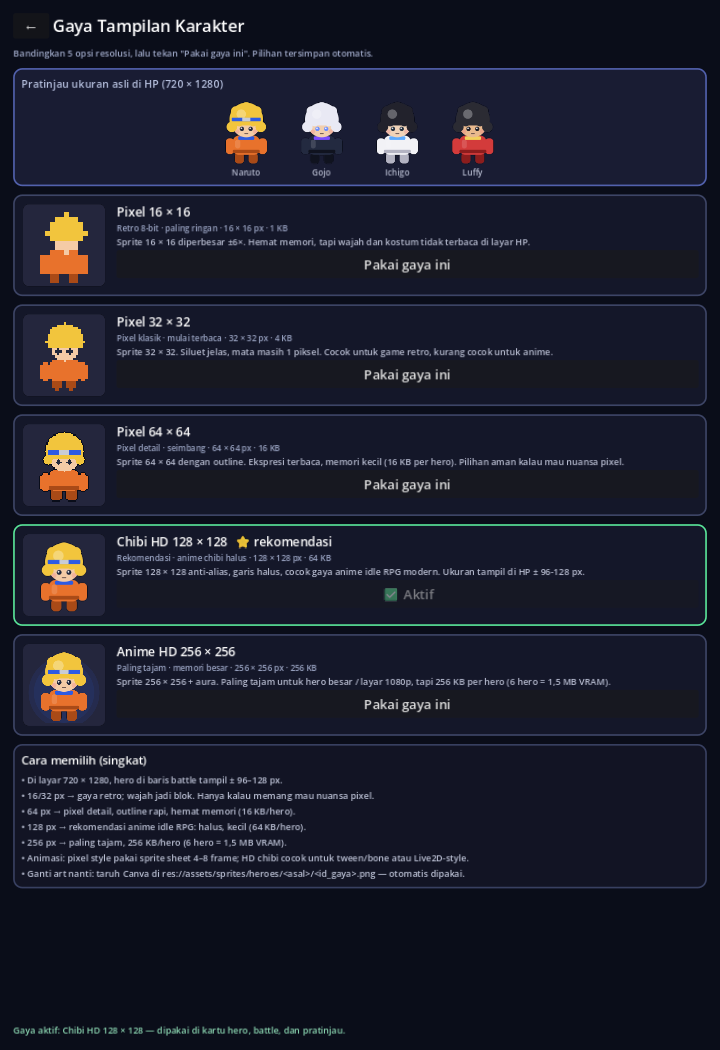 ← Gaya Tampilan Karakter
Bandingkan 5 opsi resolusi, lalu tekan "Pakai gaya ini". Pilihan tersimpan otomatis.
Pratinjau ukuran asli di HP (720 × 1280)
Naruto Gojo Ichigo Luffy
Pixel 16 × 16
Retro 8-bit · paling ringan · 16 × 16 px · 1 KB
Sprite 16 × 16 diperbesar ±6×. Hemat memori, tapi wajah dan kostum tidak terbaca di layar HP.
Pakai gaya ini
Pixel 32 × 32
Pixel klasik · mulai terbaca · 32 × 32 px · 4 KB
Sprite 32 × 32. Siluet jelas, mata masih 1 piksel. Cocok untuk game retro, kurang cocok untuk anime.
Pakai gaya ini
Pixel 64 × 64
Pixel detail · seimbang · 64 × 64 px · 16 KB
Sprite 64 × 64 dengan outline. Ekspresi terbaca, memori kecil (16 KB per hero). Pilihan aman kalau mau nuansa pixel.
Pakai gaya ini
Chibi HD 128 × 128 ⭐ rekomendasi
Rekomendasi · anime chibi halus · 128 × 128 px · 64 KB
Sprite 128 × 128 anti-alias, garis halus, cocok gaya anime idle RPG modern. Ukuran tampil di HP ± 96-128 px.
✅ Aktif
Anime HD 256 × 256
Paling tajam · memori besar · 256 × 256 px · 256 KB
Sprite 256 × 256 + aura. Paling tajam untuk hero besar / layar 1080p, tapi 256 KB per hero (6 hero = 1,5 MB VRAM).
Pakai gaya ini
Cara memilih (singkat)
• Di layar 720 × 1280, hero di baris battle tampil ± 96–128 px.
• 16/32 px → gaya retro; wajah jadi blok. Hanya kalau memang mau nuansa pixel.
• 64 px → pixel detail, outline rapi, hemat memori (16 KB/hero).
• 128 px → rekomendasi anime idle RPG: halus, kecil (64 KB/hero).
• 256 px → paling tajam, 256 KB/hero (6 hero = 1,5 MB VRAM).
• Animasi: pixel style pakai sprite sheet 4–8 frame; HD chibi cocok untuk tween/bone atau Live2D-style.
• Ganti art nanti: taruh Canva di res://assets/sprites/heroes/<asal>/<id_gaya>.png — otomatis dipakai.
Gaya aktif: Chibi HD 128 × 128 — dipakai di kartu hero, battle, dan pratinjau.